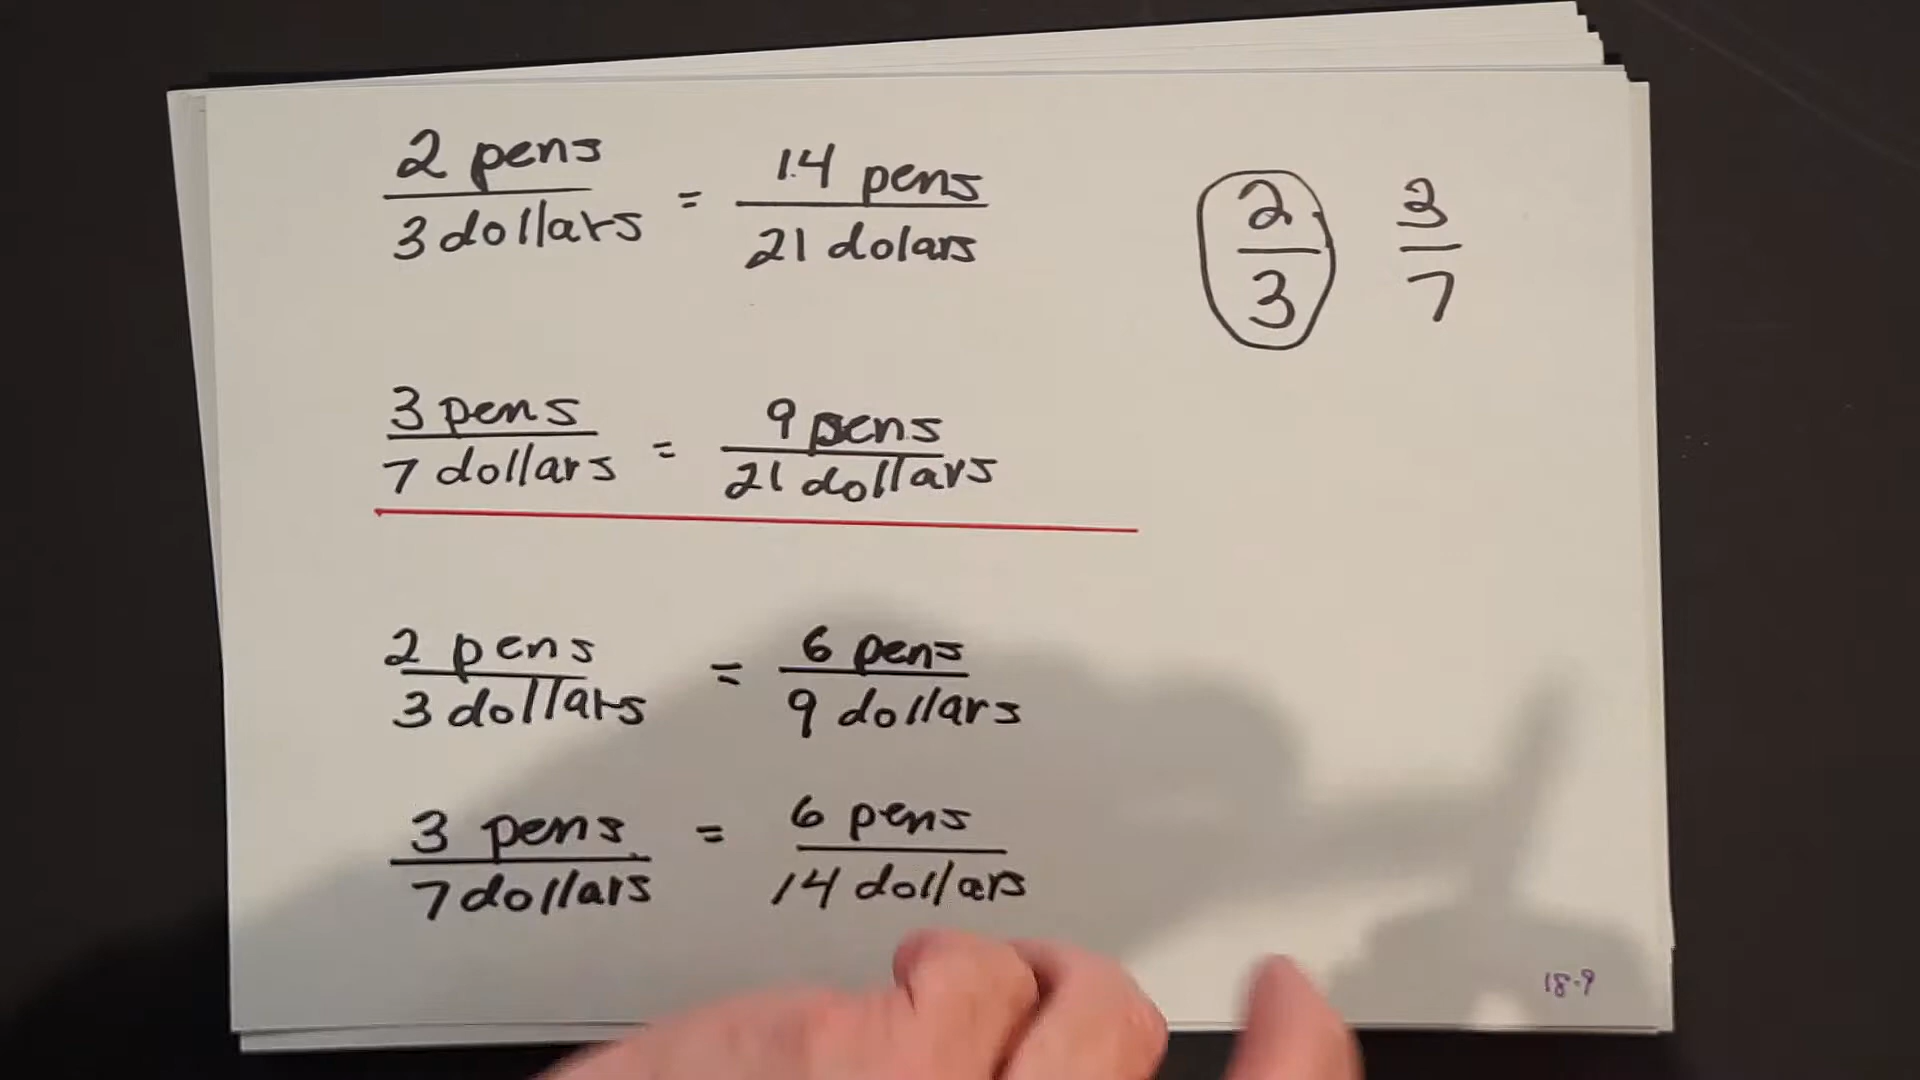 2 pens
3 dollars
=
14 pens
21 dolars
2
3
3
7
3 pens
7 dollars
=
9 pens
21 dollars
2 pens
3 dollars
=
6 pens
9 dollars
3 pens
7 dollars
=
6 pens
14 dollars
18-9